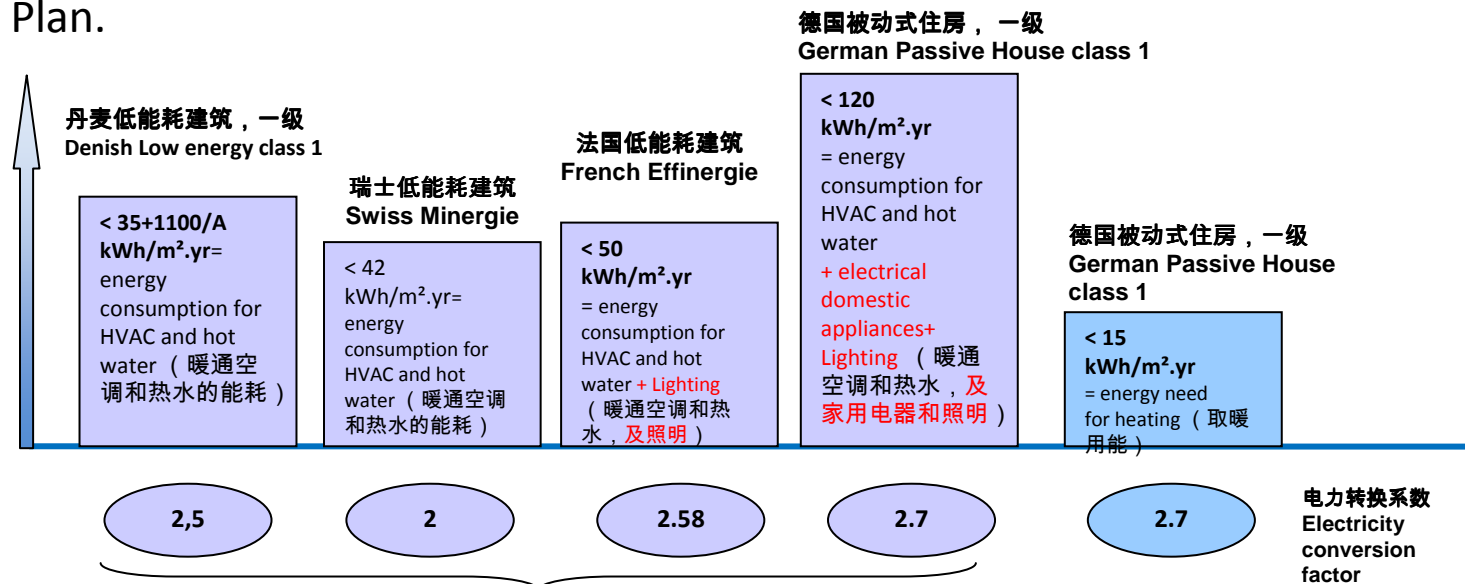 Plan.
丹麦低能耗建筑，一级
Denish Low energy class 1
< 35+1100/A
kWh/m².yr=
energy
consumption for
HVAC and hot
water （暖通空
调和热水的能耗）
瑞士低能耗建筑
Swiss Minergie
< 42
kWh/m².yr=
energy
consumption for
HVAC and hot
water （暖通空调
和热水的能耗）
法国低能耗建筑
French Effinergie
< 50
kWh/m².yr
= energy
consumption for
HVAC and hot
water + Lighting
（暖通空调和热
水，及照明）
德国被动式住房， 一级
German Passive House class 1
< 120
kWh/m².yr
= energy
consumption for
HVAC and hot
water
+ electrical
domestic
appliances+
Lighting （暖通
空调和热水，及
家用电器和照明）
德国被动式住房，一级
German Passive House
class 1
< 15
kWh/m².yr
= energy need
for heating （取暖
用能）
2,5
2
2.58
2.7
2.7
电力转换系数
Electricity
conversion
factor